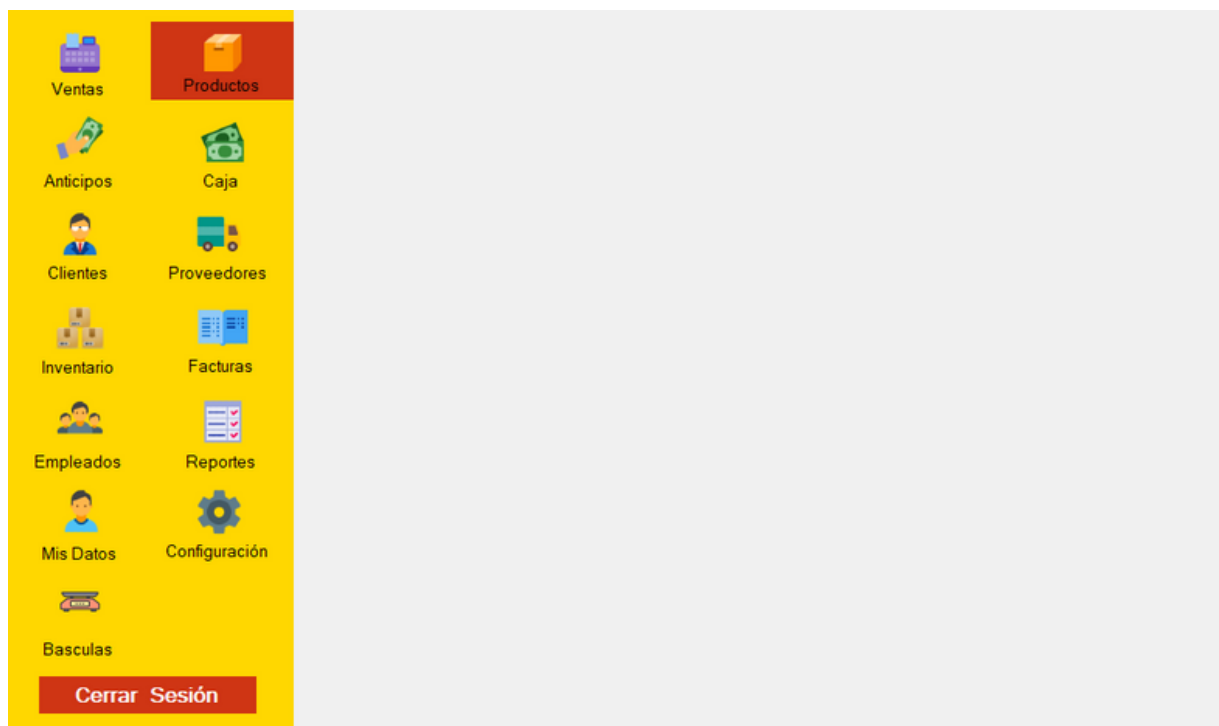 Ventas
Productos
Anticipos
Caja
Clientes
Proveedores
Inventario
Facturas
Empleados
Reportes
Mis Datos
Configuración
Basculas
Cerrar Sesión